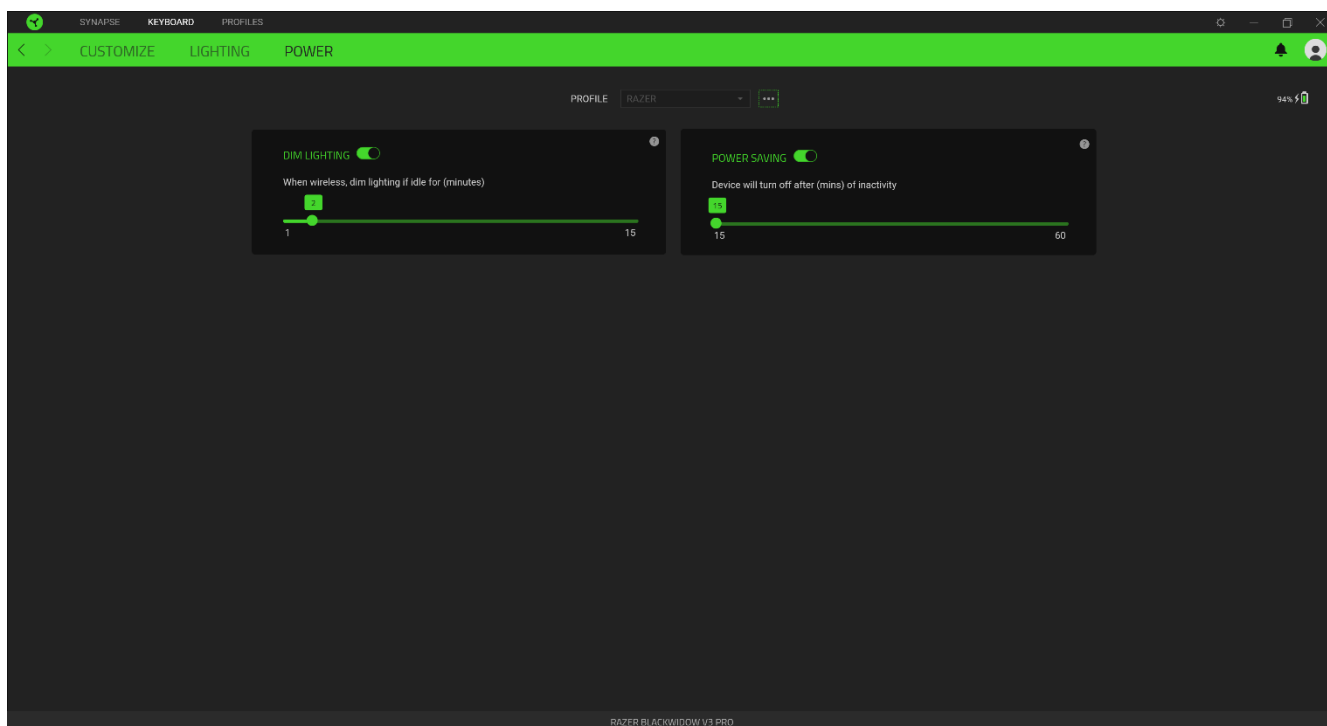 SYNAPSE KEYBOARD PROFILES
CUSTOMIZE LIGHTING POWER
PROFILE RAZER
94%
DIM LIGHTING
When wireless, dim lighting if idle for (minutes)
2
1 15
POWER SAVING
Device will turn off after (mins) of inactivity
15
15 60
RAZER BLACKWIDOW V3 PRO